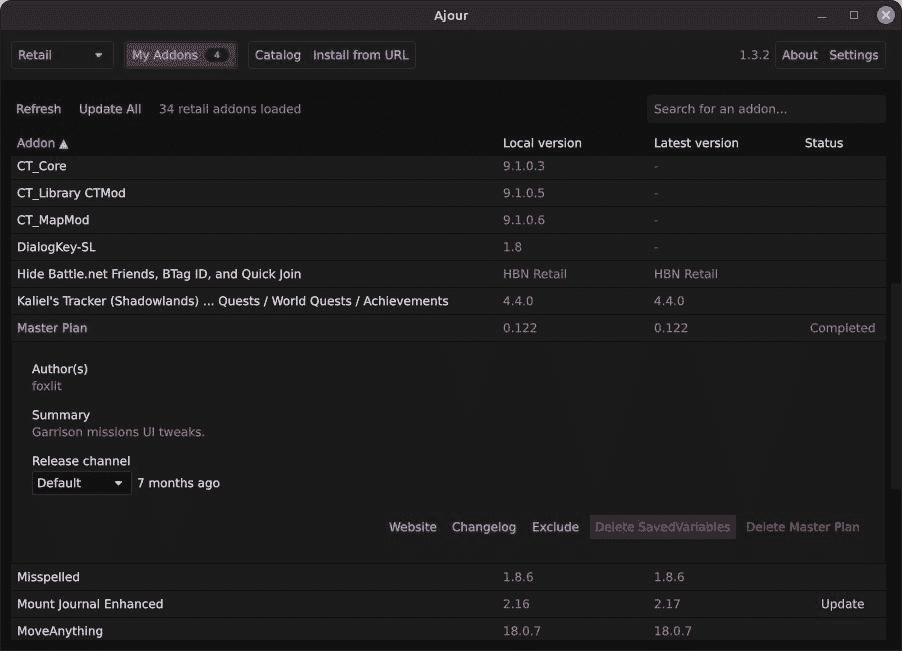 Ajour
Retail My Addons 4 Catalog Install from URL 1.3.2 About Settings
Refresh Update All 34 retail addons loaded Search for an addon...
Addon ▲ Local version Latest version Status
CT_Core 9.1.0.3 -
CT_Library CTMod 9.1.0.5 -
CT_MapMod 9.1.0.6 -
DialogKey-SL 1.8 -
Hide Battle.net Friends, BTag ID, and Quick Join HBN Retail HBN Retail
Kaliel's Tracker (Shadowlands) ... Quests / World Quests / Achievements 4.4.0 4.4.0
Master Plan 0.122 0.122 Completed
Author(s)
foxlit
Summary
Garrison missions UI tweaks.
Release channel
Default 7 months ago
Website Changelog Exclude Delete SavedVariables Delete Master Plan
Misspelled 1.8.6 1.8.6
Mount Journal Enhanced 2.16 2.17 Update
MoveAnything 18.0.7 18.0.7